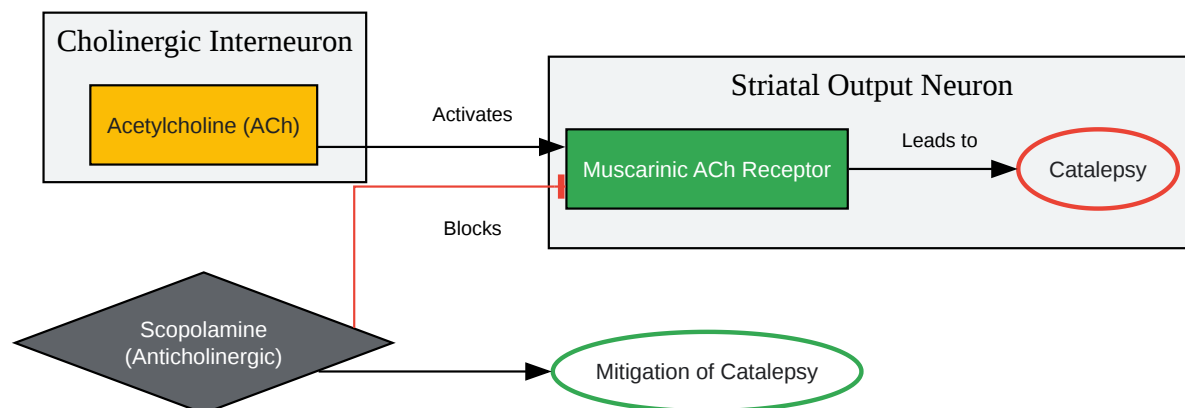 Cholinergic Interneuron
Acetylcholine (ACh)
Activates
Striatal Output Neuron
Muscarinic ACh Receptor
Leads to
Catalepsy
Blocks
Scopolamine
(Anticholinergic)
Mitigation of Catalepsy